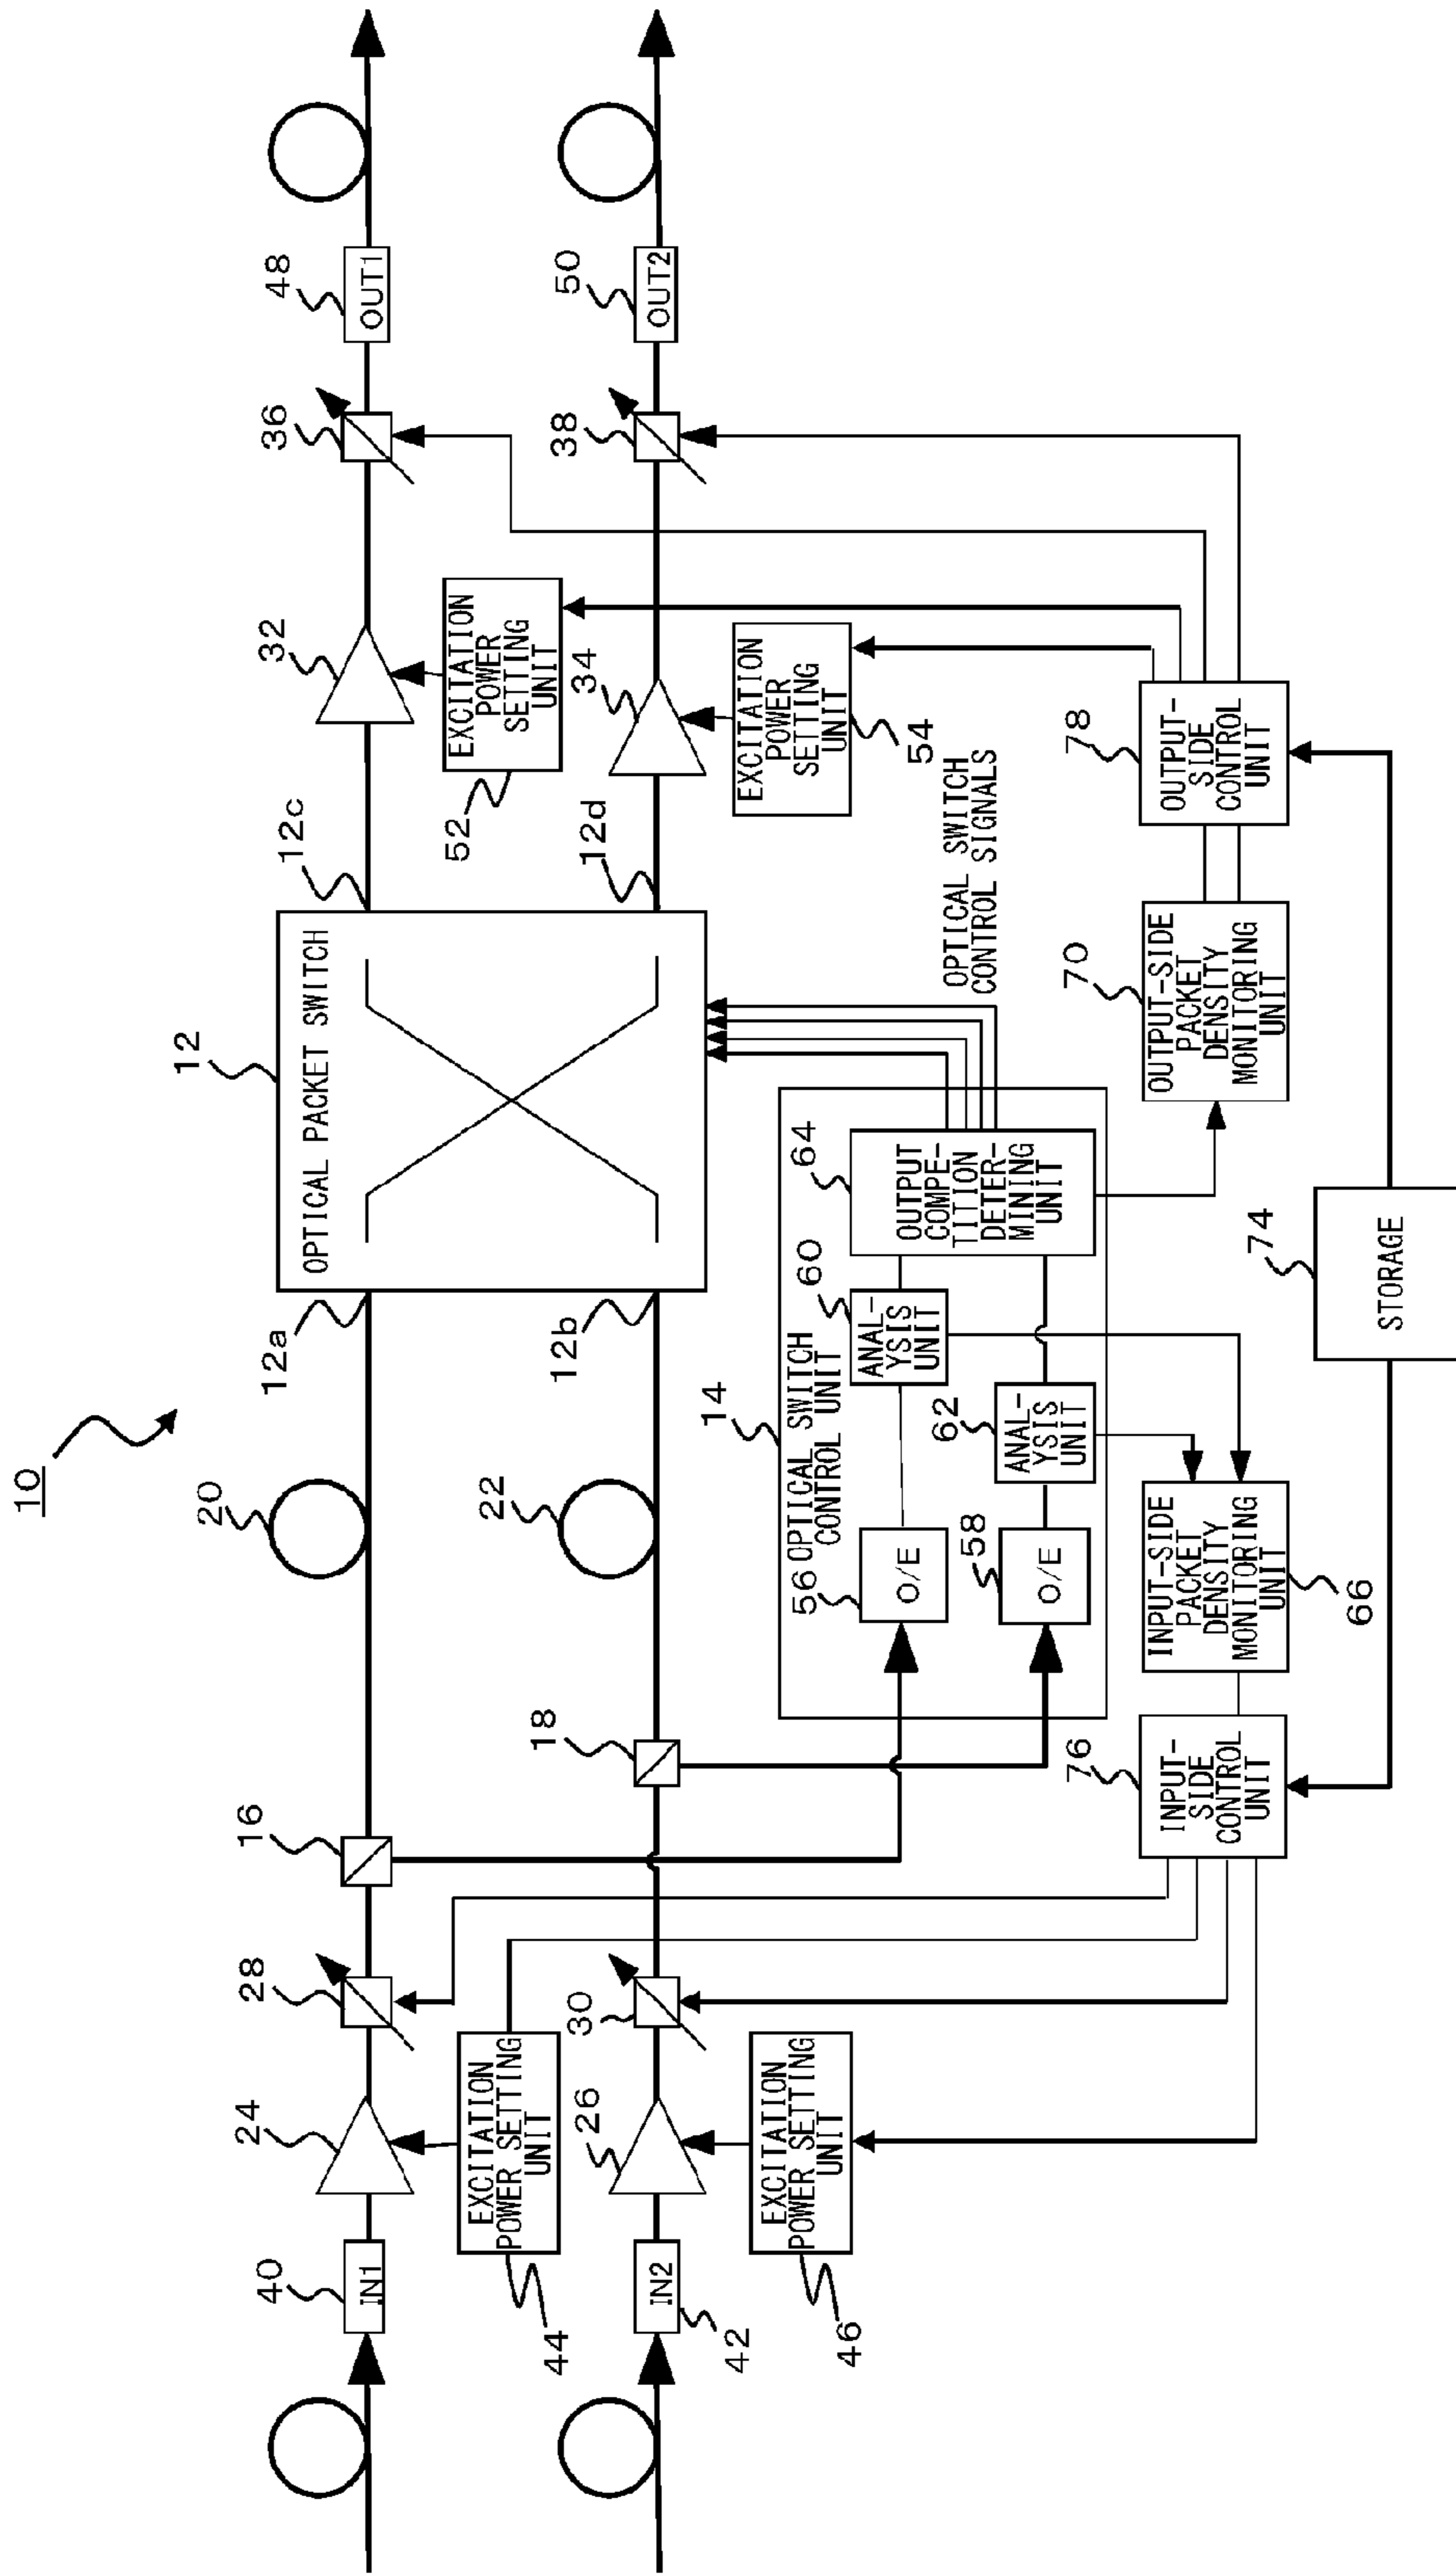 10
40
IN1
24
28
16
20
12a
12
OPTICAL PACKET SWITCH
12c
32
36
48
OUT1
44
EXCITATION
POWER SETTING
UNIT
52
EXCITATION
POWER
SETTING
UNIT
42
IN2
26
30
18
22
12b
12d
34
38
50
OUT2
46
EXCITATION
POWER SETTING
UNIT
54
EXCITATION
POWER
SETTING
UNIT
14
OPTICAL SWITCH
CONTROL UNIT
56
O/E
60
ANAL-
YSIS
UNIT
64
OUTPUT
COMPE-
TITION
DETER-
MINING
UNIT
58
O/E
62
ANAL-
YSIS
UNIT
OPTICAL SWITCH
CONTROL SIGNALS
76
INPUT-
SIDE
CONTROL
UNIT
66
INPUT-SIDE
PACKET
DENSITY
MONITORING
UNIT
70
OUTPUT-SIDE
PACKET
DENSITY
MONITORING
UNIT
78
OUTPUT-
SIDE
CONTROL
UNIT
74
STORAGE